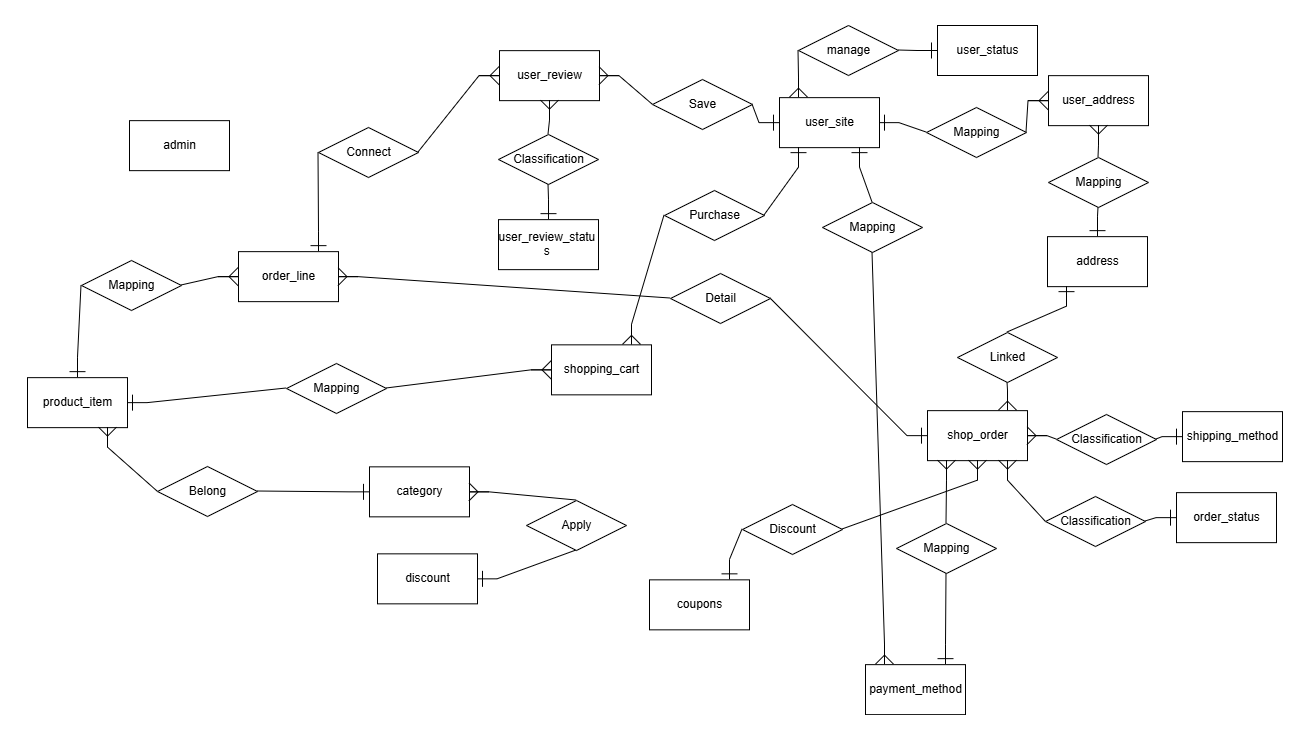 manage
user_status
user_review
user_address
Save
user_site
Mapping
admin
Connect
Classification
Mapping
Purchase
Mapping
user_review_statu
s
address
order_line
Mapping
Detail
Linked
shopping_cart
Mapping
product_item
shop_order
Classification
shipping_method
Belong
category
Apply
Discount
Classification
order_status
Mapping
discount
coupons
payment_method